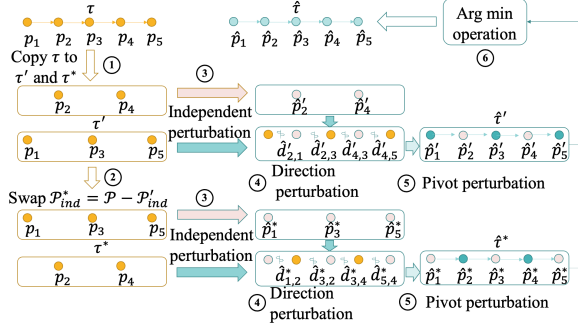 τ
p₁ p₂ p₃ p₄ p₅
τ̂
p̂₁ p̂₂ p̂₃ p̂₄ p̂₅
Arg min
operation
⑥
Copy τ to
τ′ and τ*
①
③
p₂ p₄
Independent
perturbation
p̂′₂ p̂′₄
τ′
p₁ p₃ p₅
d̂′₂,₁ d̂′₂,₃ d̂′₄,₃ d̂′₄,₅
τ̂′
p̂′₁ p̂′₂ p̂′₃ p̂′₄ p̂′₅
②
④ Direction
perturbation
⑤ Pivot perturbation
Swap 𝒫*ᵢₙd = 𝒫 − 𝒫′ᵢₙd
③
p₁ p₃ p₅
Independent
perturbation
p̂*₁ p̂*₃ p̂*₅
τ*
p₂ p₄
d̂*₁,₂ d̂*₃,₂ d̂*₃,₄ d̂*₅,₄
τ̂*
p̂*₁ p̂*₂ p̂*₃ p̂*₄ p̂*₅
④ Direction
perturbation
⑤ Pivot perturbation